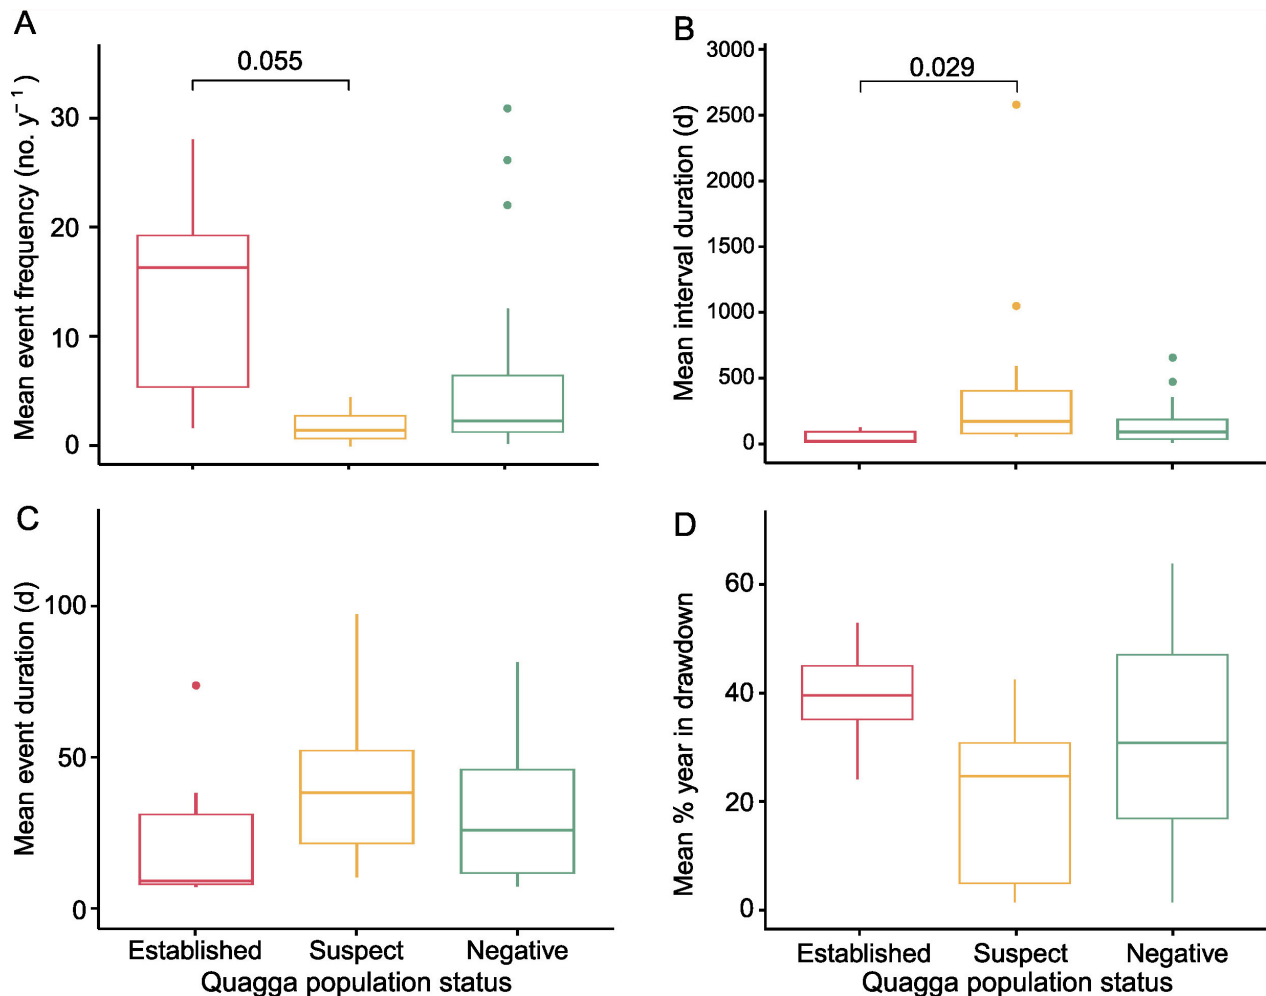 A
Mean event frequency (no. y⁻¹)
30
20
10
0
0.055
B
Mean interval duration (d)
3000
2500
2000
1500
1000
500
0
0.029
C
Mean event duration (d)
100
50
0
Established Suspect Negative
Quagga population status
D
Mean % year in drawdown
60
40
20
0
Established Suspect Negative
Quagga population status